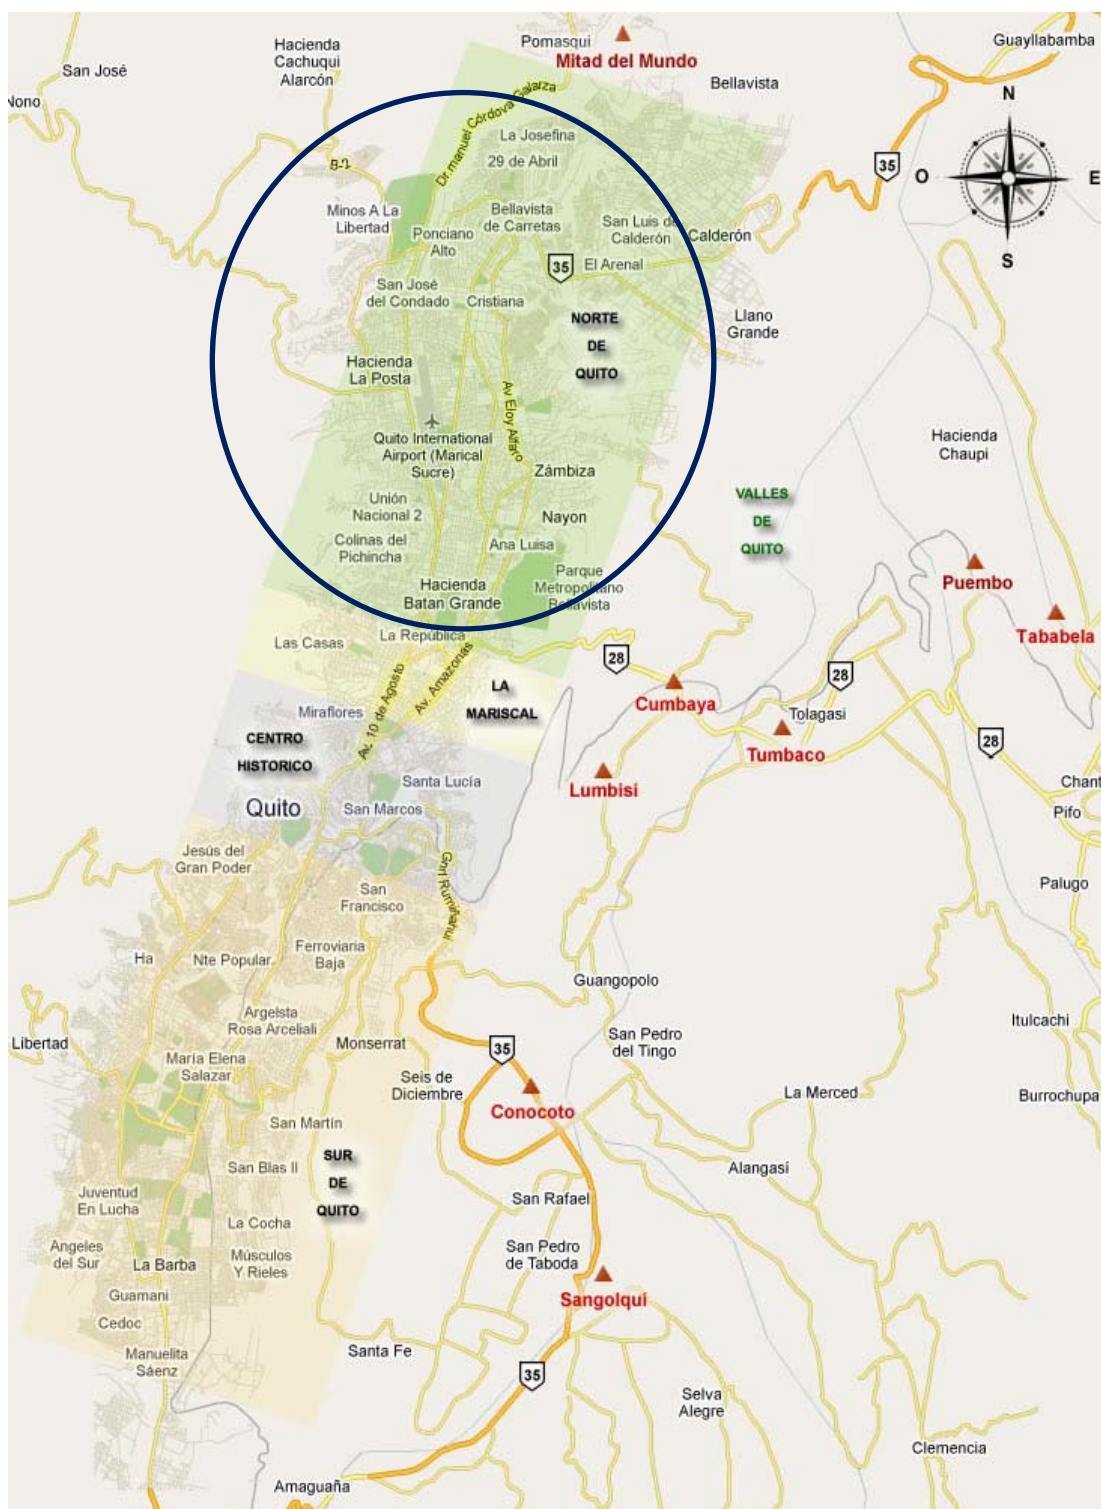 Pomasqui
Mitad del Mundo
Guayllabamba
Hacienda
Cachuqui
Alarcón
San José
Nono
Bellavista
N
Dr. manuel Córdova Galarza
La Josefina
29 de Abril
35
O
E
S
Minos A La
Libertad
Ponciano
Alto
Bellavista
de Carretas
San Luis de
Calderón
Calderón
35
El Arenal
San José
del Condado
Cristiana
NORTE
DE
QUITO
Llano
Grande
Hacienda
La Posta
Av Eloy Alfaro
Quito International
Airport (Marical
Sucre)
Zámbiza
Hacienda
Chaupi
Unión
Nacional 2
Nayon
VALLES
DE
QUITO
Colinas del
Pichincha
Ana Luisa
Parque
Metropolitano
Bellavista
Hacienda
Batan Grande
Puembo
Tababela
Las Casas
La República
28
Av. 10 de Agosto
Av. Amazonas
LA
MARISCAL
Cumbaya
28
Tolagasi
Miraflores
CENTRO
HISTORICO
Tumbaco
28
Santa Lucía
Lumbisí
Chant
Quito
San Marcos
Pifo
Jesús del
Gran Poder
Gnrl Rumiñahui
San
Francisco
Palugo
Ha
Nte Popular
Ferroviaria
Baja
Guangopolo
Argelsta
Rosa Arceliali
Libertad
Monserrat
35
San Pedro
del Tingo
Itulcachi
María Elena
Salazar
Seis de
Diciembre
Conocoto
La Merced
Burrochupa
San Martín
San Blas II
SUR
DE
QUITO
Alangasí
Juventud
En Lucha
San Rafael
La Cocha
Angeles
del Sur
La Barba
Músculos
Y Rieles
San Pedro
de Taboda
Guamani
Sangolquí
Cedoc
Manuelita
Sáenz
Santa Fe
35
Selva
Alegre
Clemencia
Amaguaña